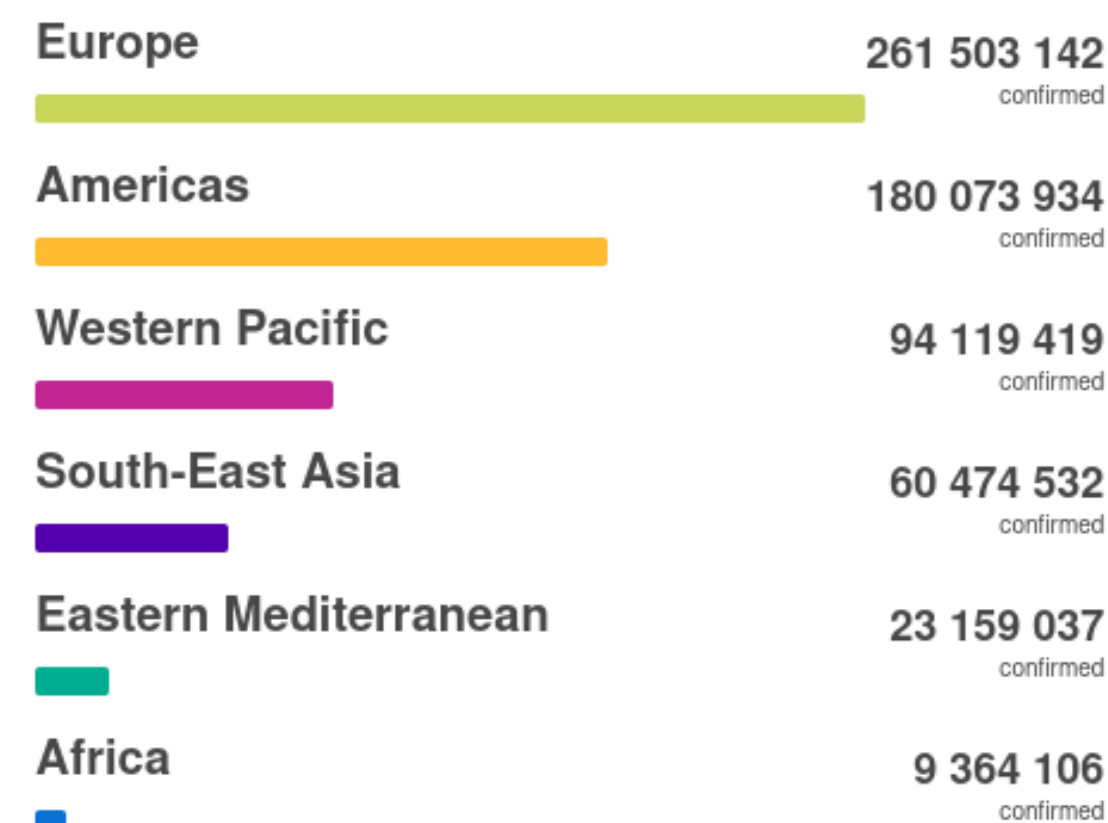 Europe
261 503 142
confirmed
Americas
180 073 934
confirmed
Western Pacific
94 119 419
confirmed
South-East Asia
60 474 532
confirmed
Eastern Mediterranean
23 159 037
confirmed
Africa
9 364 106
confirmed